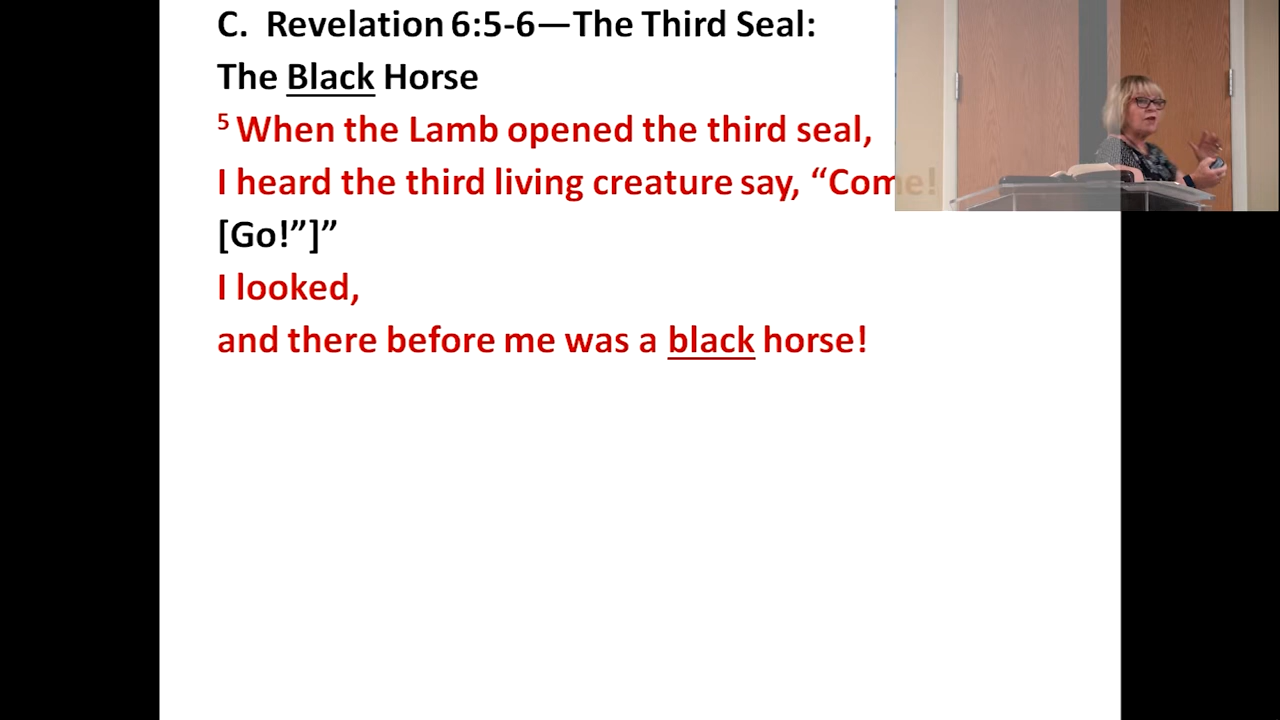 C. Revelation 6:5-6—The Third Seal:
The Black Horse
5 When the Lamb opened the third seal,
I heard the third living creature say, “Come!
[Go!”]”
I looked,
and there before me was a black horse!